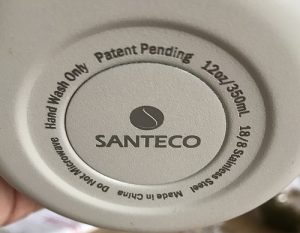 Hand Wash Only
Patent Pending
12oz/350mL
18/8 Stainless Steel
Made in China
Do Not Microwave
SANTECO